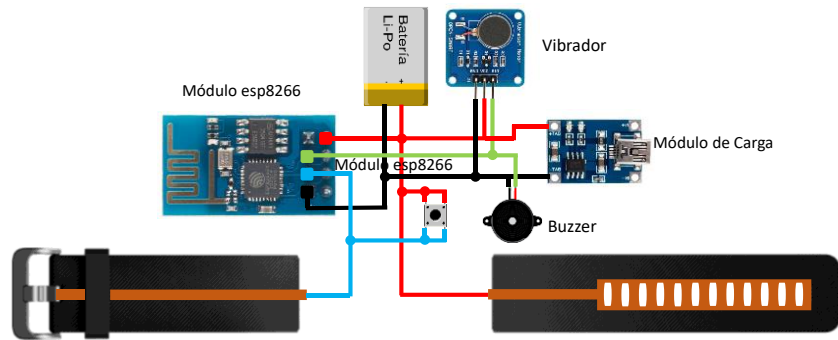 Batería
Li-Po
- +
Vibrador
Módulo esp8266
Módulo esp8266
Módulo de Carga
Buzzer